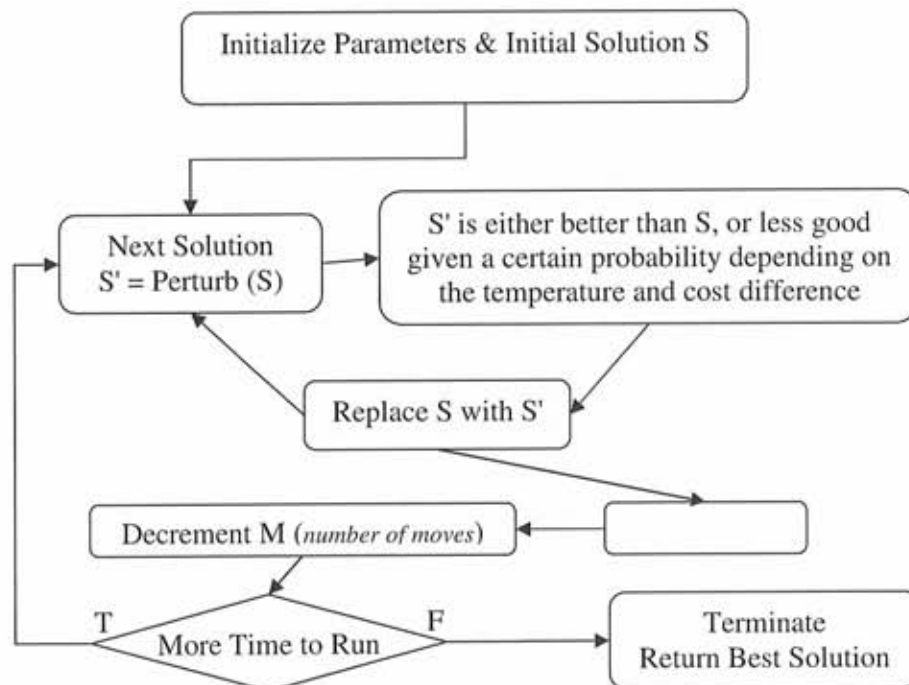 Initialize Parameters & Initial Solution S
Next Solution
S' = Perturb (S)
S' is either better than S, or less good
given a certain probability depending on
the temperature and cost difference
Replace S with S'
Decrement M (number of moves)
T
More Time to Run
F
Terminate
Return Best Solution